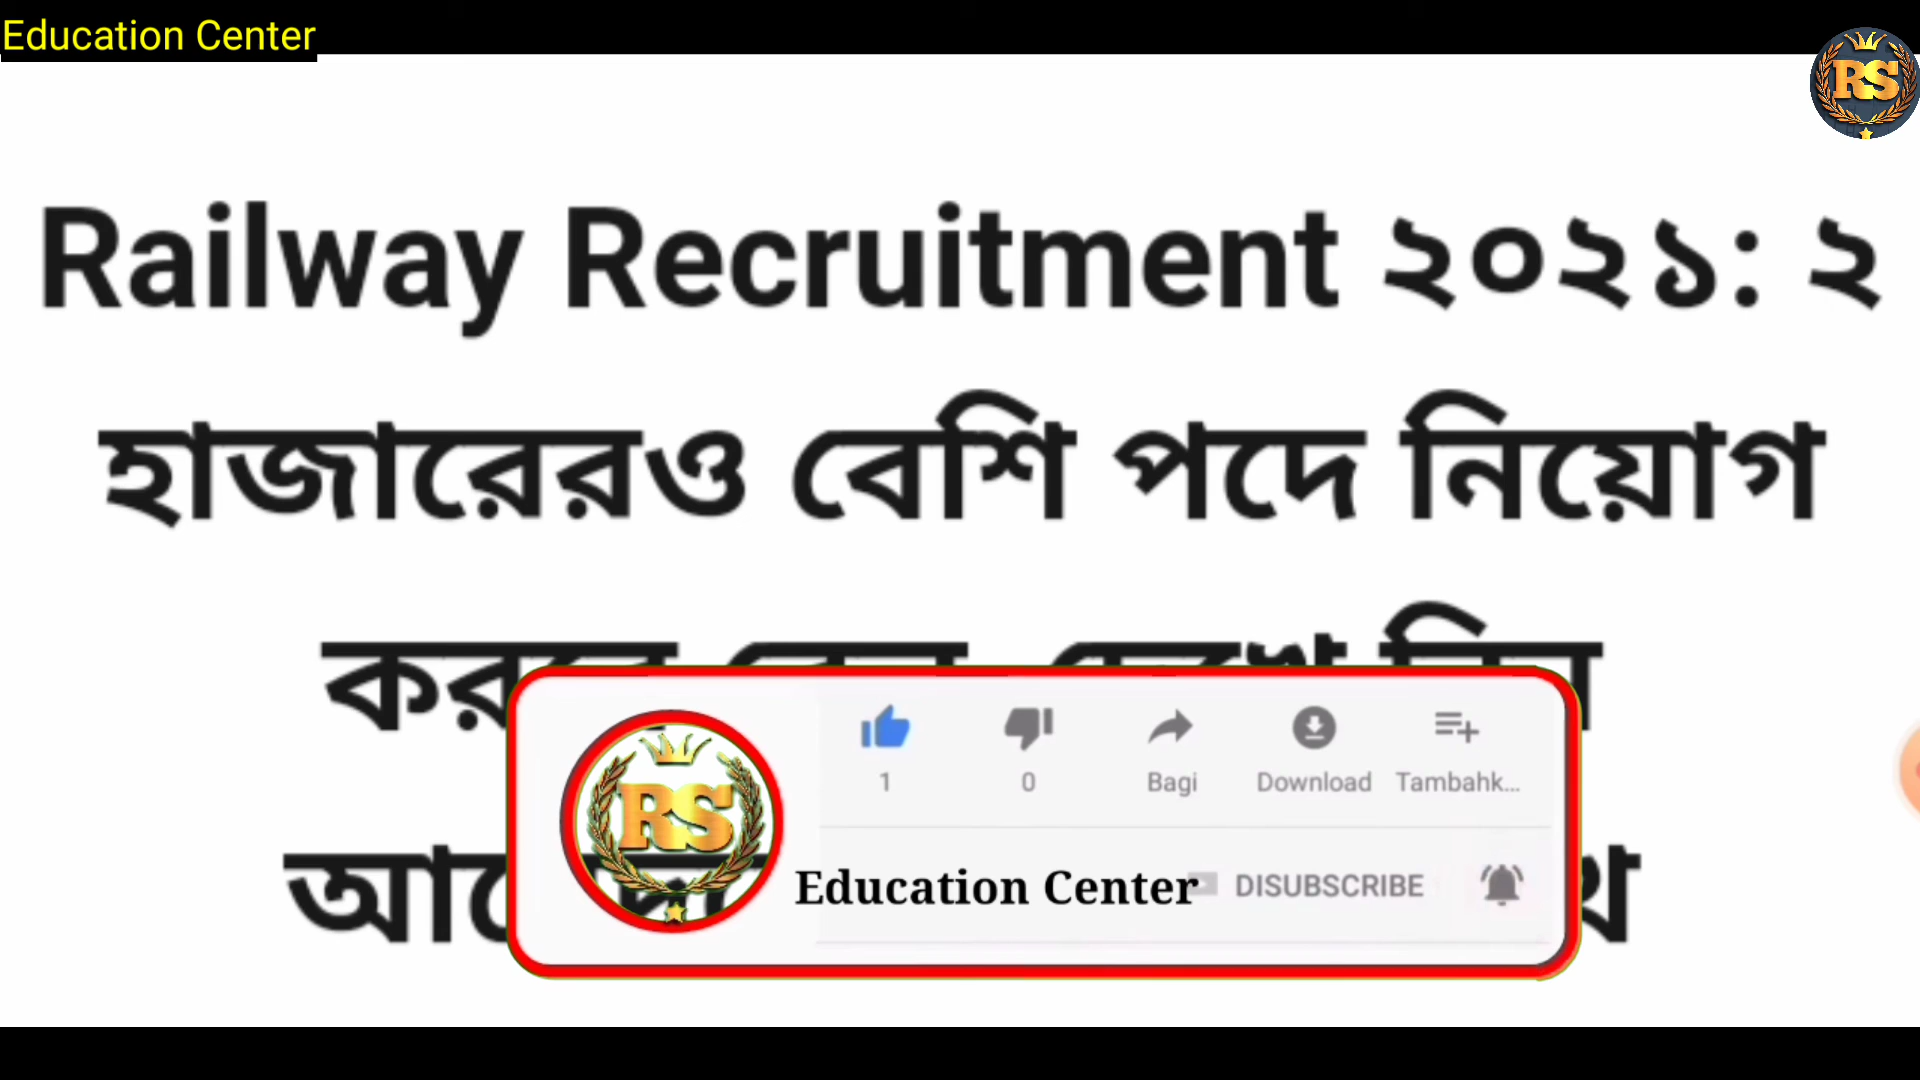 Education Center
RS
Railway Recruitment ২০২১: ২
হাজারেরও বেশি পদে নিয়োগ
RS
1 0 Bagi Download Tambahk...
Education Center DISUBSCRIBE